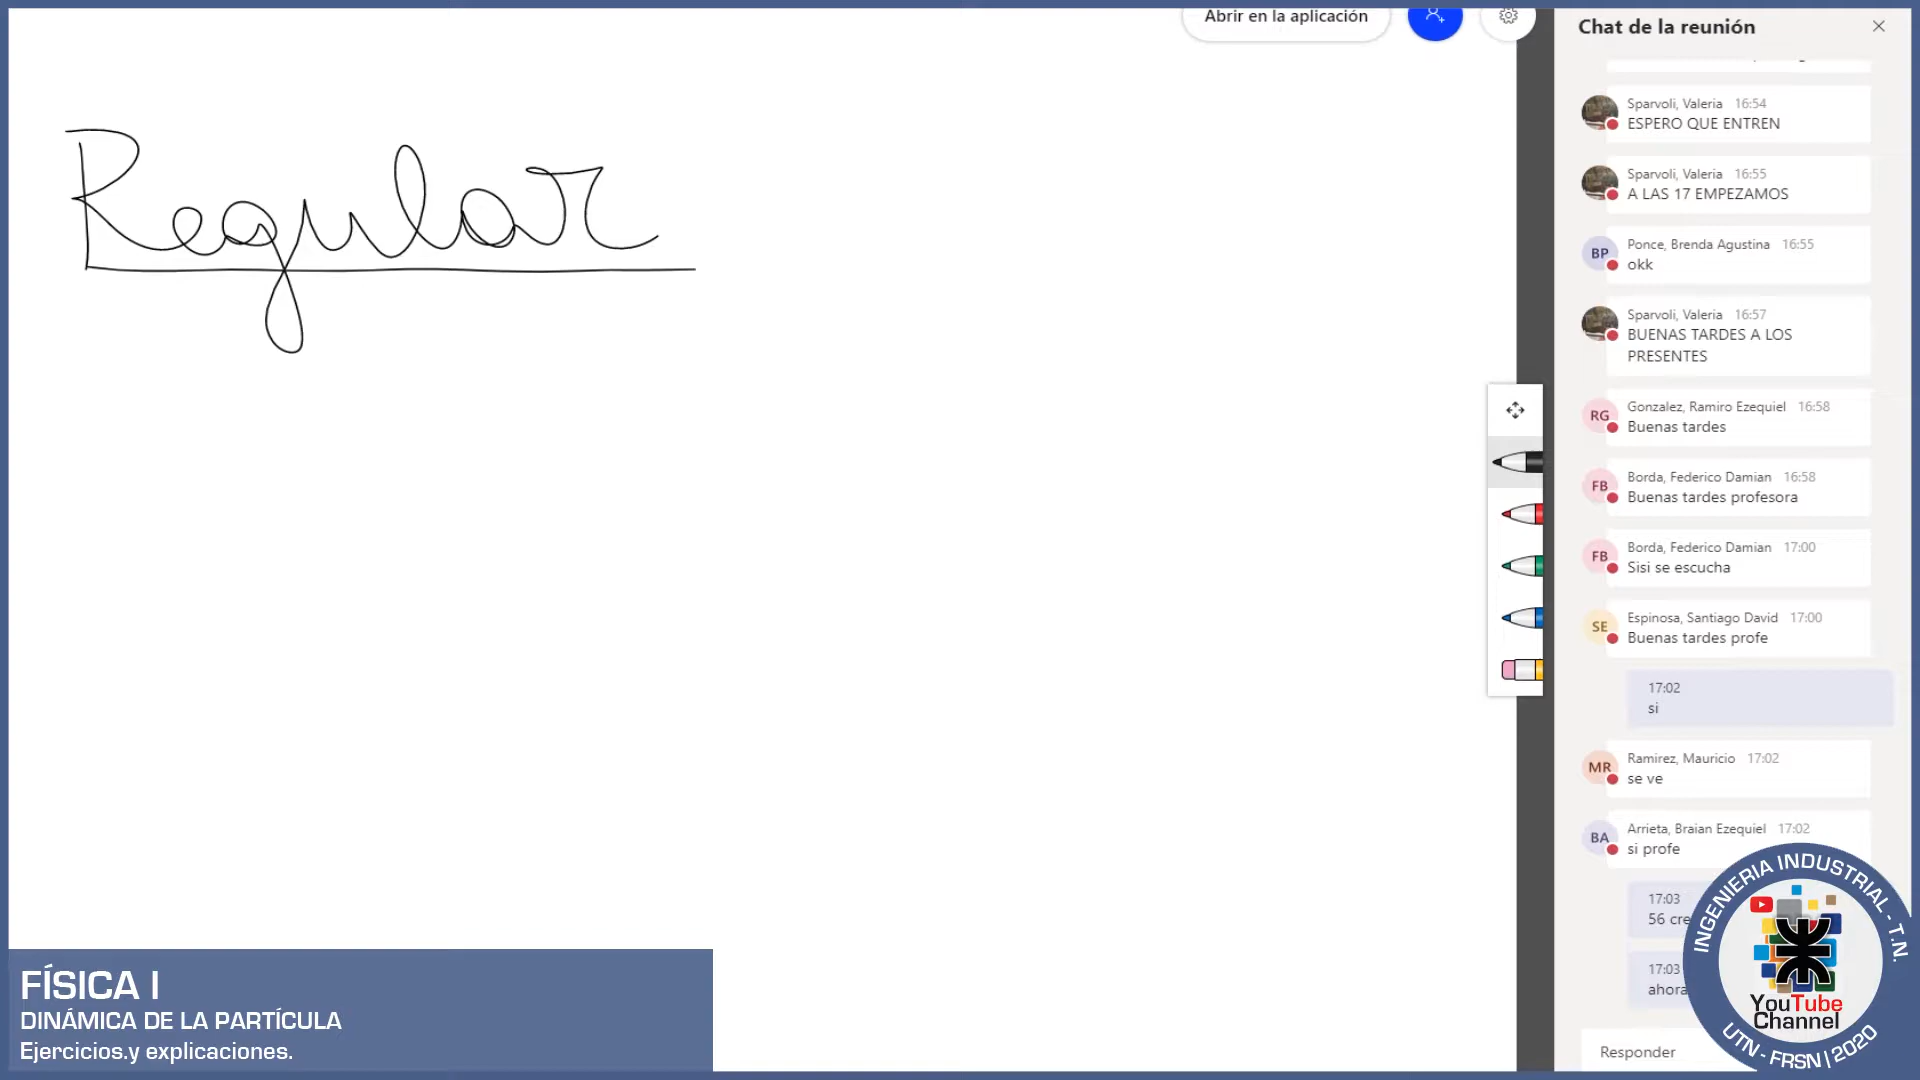 Abrir en la aplicación
Chat de la reunión
Regular
Sparvoli, Valeria 16:54
ESPERO QUE ENTREN
Sparvoli, Valeria 16:55
A LAS 17 EMPEZAMOS
BP
Ponce, Brenda Agustina 16:55
okk
Sparvoli, Valeria 16:57
BUENAS TARDES A LOS
PRESENTES
RG
Gonzalez, Ramiro Ezequiel 16:58
Buenas tardes
FB
Borda, Federico Damian 16:58
Buenas tardes profesora
FB
Borda, Federico Damian 17:00
Sisi se escucha
SE
Espinosa, Santiago David 17:00
Buenas tardes profe
17:02
si
MR
Ramirez, Mauricio 17:02
se ve
BA
Arrieta, Braian Ezequiel 17:02
si profe
17:03
56 cre
17:03
ahora
Responder
FÍSICA I
DINÁMICA DE LA PARTÍCULA
Ejercicios.y explicaciones.
INGENIERIA INDUSTRIAL - T.N.
YouTube
Channel
UTN - FRSN | 2020